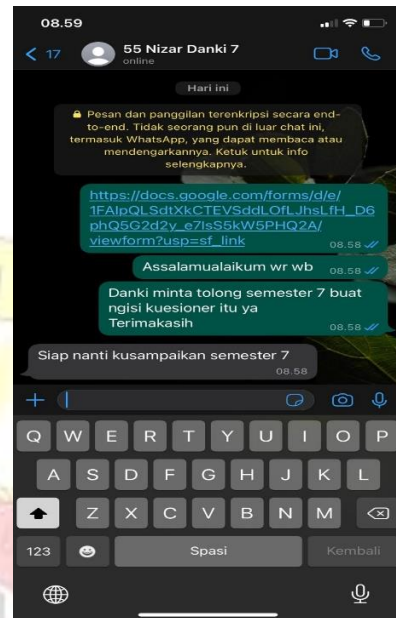 08.59
17
55 Nizar Danki 7
online
Hari ini
Pesan dan panggilan terenkripsi secara end-
to-end. Tidak seorang pun di luar chat ini,
termasuk WhatsApp, yang dapat membaca atau
mendengarkannya. Ketuk untuk info
selengkapnya.
https://docs.google.com/forms/d/e/
1FAIpQLSdtXkCTEVSddLOfLJhsLfH_D6
phQ5G2d2y_e7IsS5kW5PHQ2A/
viewform?usp=sf_link
08.58
Assalamualaikum wr wb 08.58
Danki minta tolong semester 7 buat
ngisi kuesioner itu ya
Terimakasih
08.58
Siap nanti kusampaikan semester 7
08.58
Q W E R T Y U I O P
A S D F G H J K L
Z X C V B N M
123 Spasi Kembali